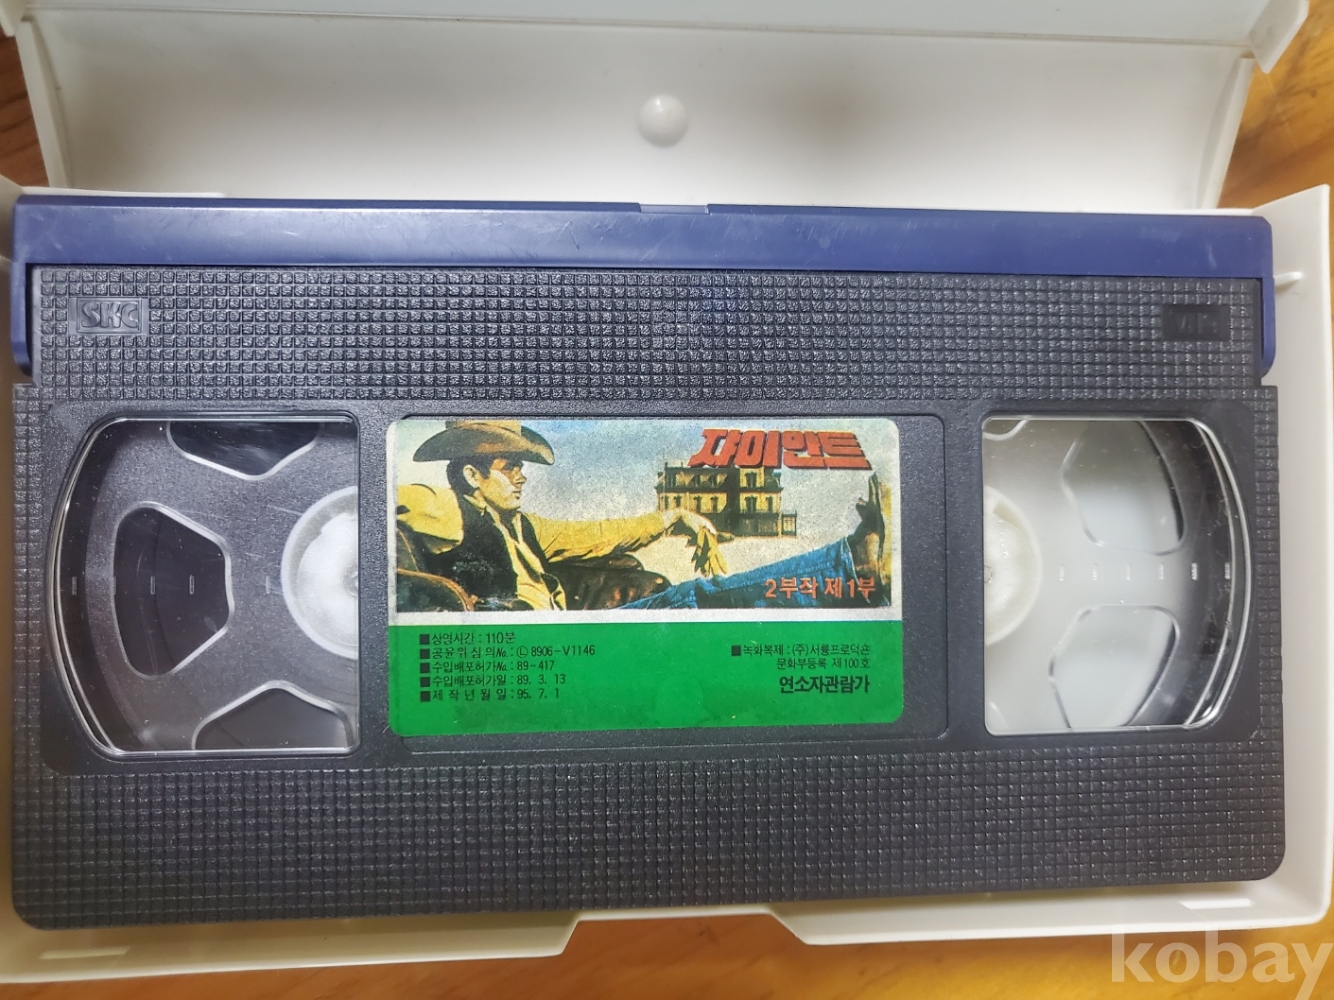 SKC
VHS
자이언트
2부작 제1부
■상영시간 : 110분
■공윤위심의No. : Ⓛ 8906-V1146
■수입배포허가No. : 89-417
■수입배포허가일 : 89. 3. 13
■제 작 년 월 일 : 95. 7. 1
■녹화복제 : (주)서륭프로덕숀
문화부등록 제100호
연소자관람가
kobay